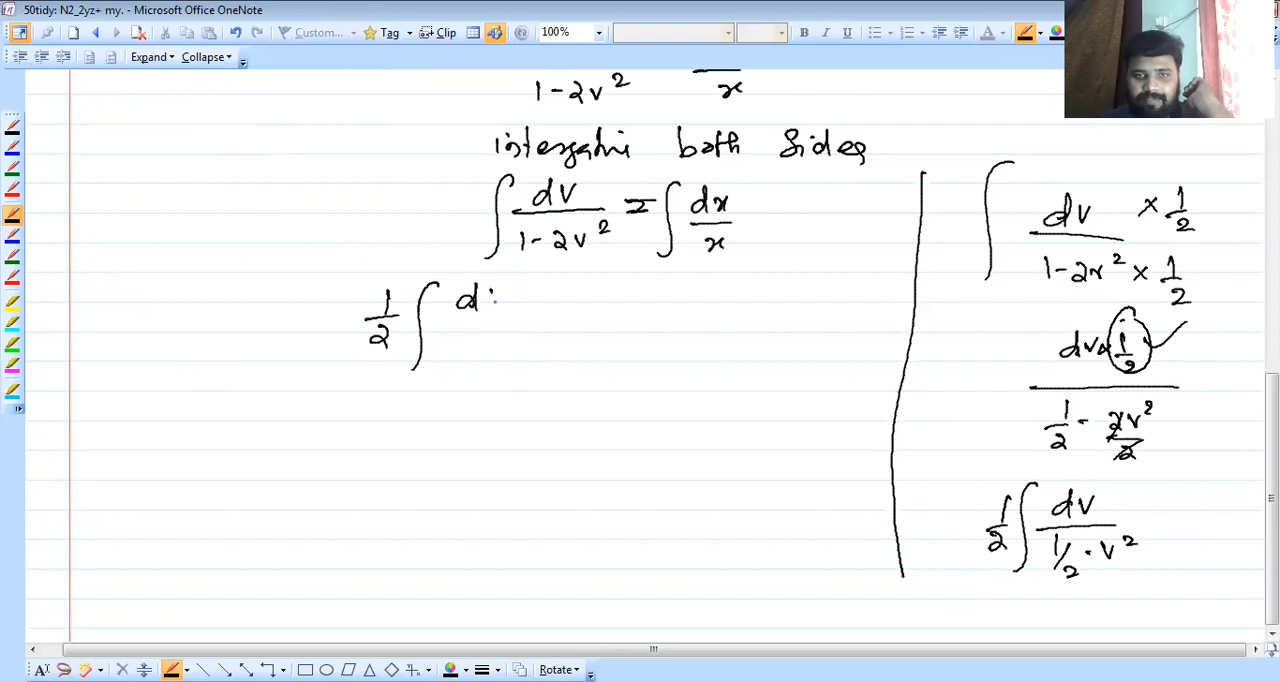 50tidy: N2_2yz+ my. - Microsoft Office OneNote
Custom... Tag Clip 100% B I U A
Expand Collapse
1-2v² x
intergatin both Sides
∫ dv/1-2v² = ∫ dx/x
1/2 ∫ d
∫ dv/1-2v² × 1/2 × 1/2
dv× 1/2
1/2 - 2v²/2
1/2 ∫ dv/1/2 - v²
Rotate